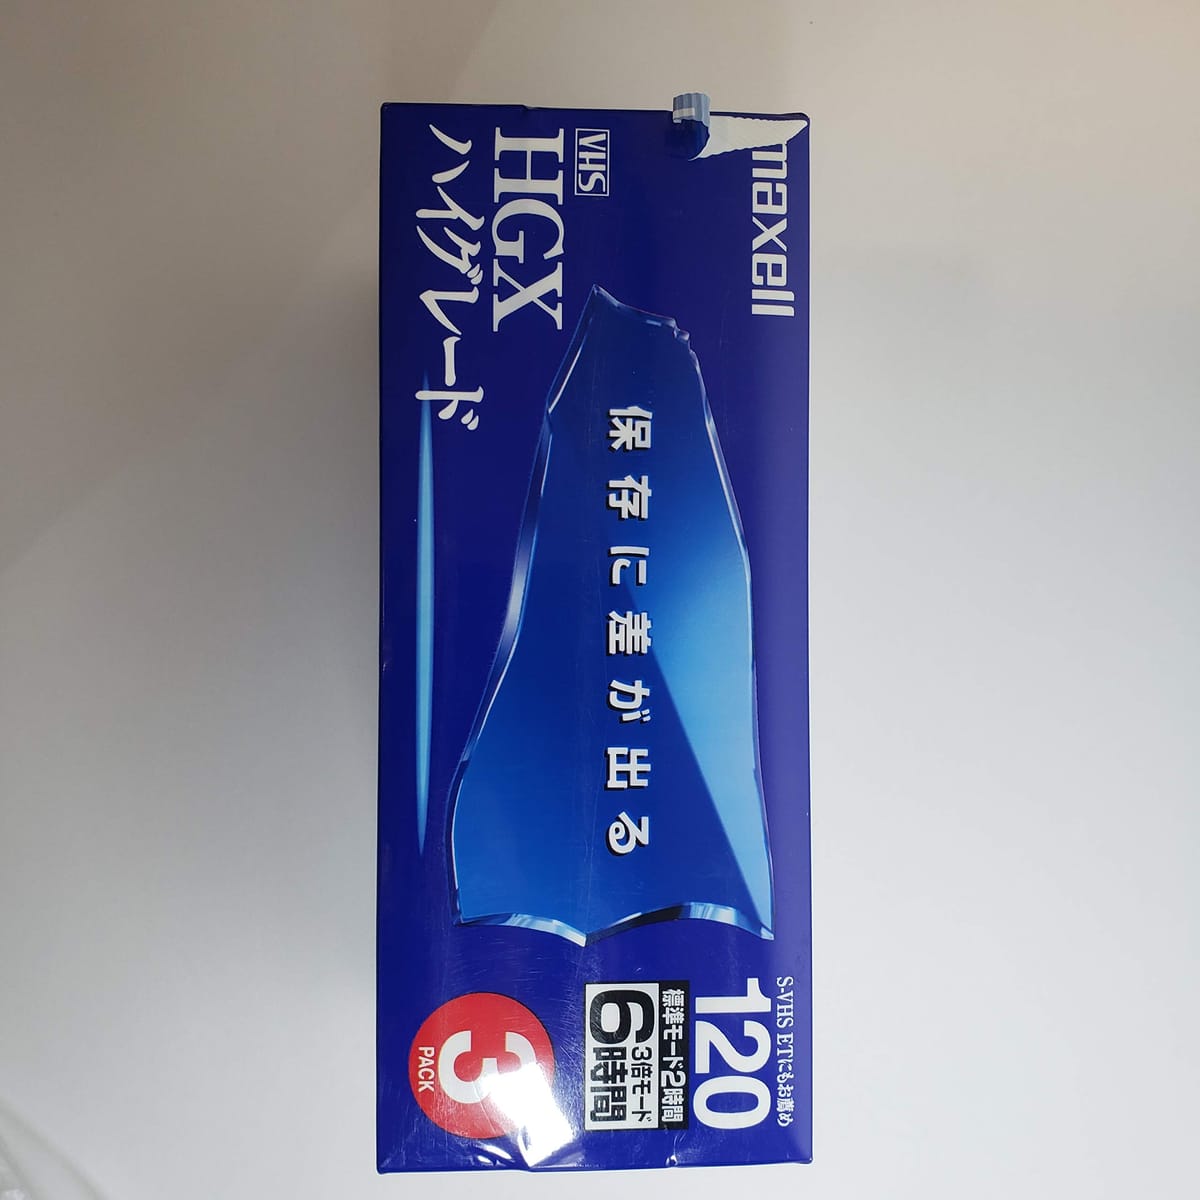 maxell
VHS
HGX
ハイグレード
保存に差が出る
S-VHS ETにもお薦め
120
標準モード2時間
3倍モード
6時間
3
PACK